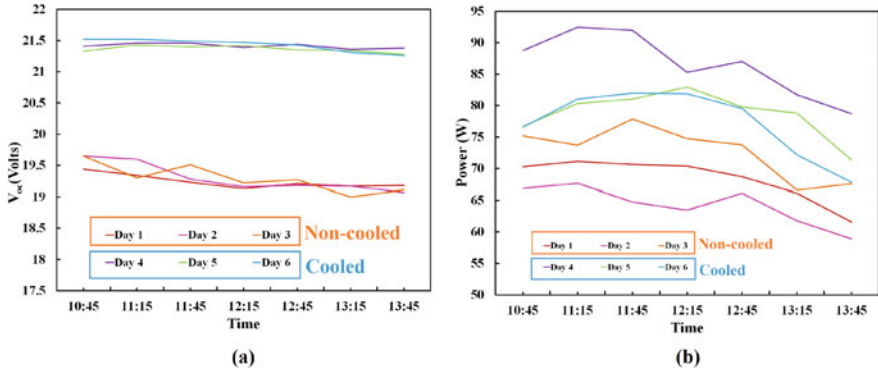 22
21.5
21
20.5
20
19.5
19
18.5
18
17.5
Voc(Volts)
Day 1 Day 2 Day 3 Non-cooled
Day 4 Day 5 Day 6 Cooled
10:45 11:15 11:45 12:15 12:45 13:15 13:45
Time
(a)
95
90
85
80
75
70
65
60
55
50
Power (W)
Day 1 Day 2 Day 3 Non-cooled
Day 4 Day 5 Day 6 Cooled
10:45 11:15 11:45 12:15 12:45 13:15 13:45
Time
(b)